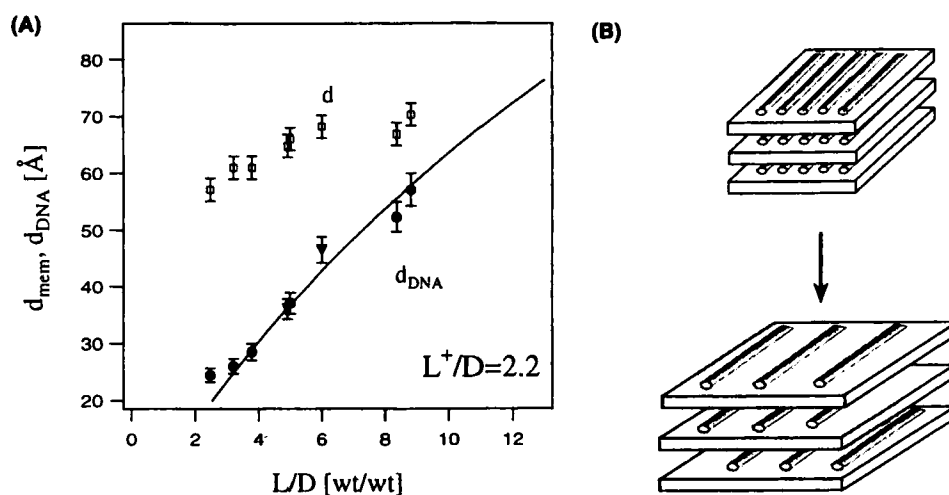 (A)
(B)
80
70
60
50
40
30
20
d_mem, d_DNA [Å]
d
d_DNA
L⁺/D=2.2
0 2 4 6 8 10 12
L/D [wt/wt]